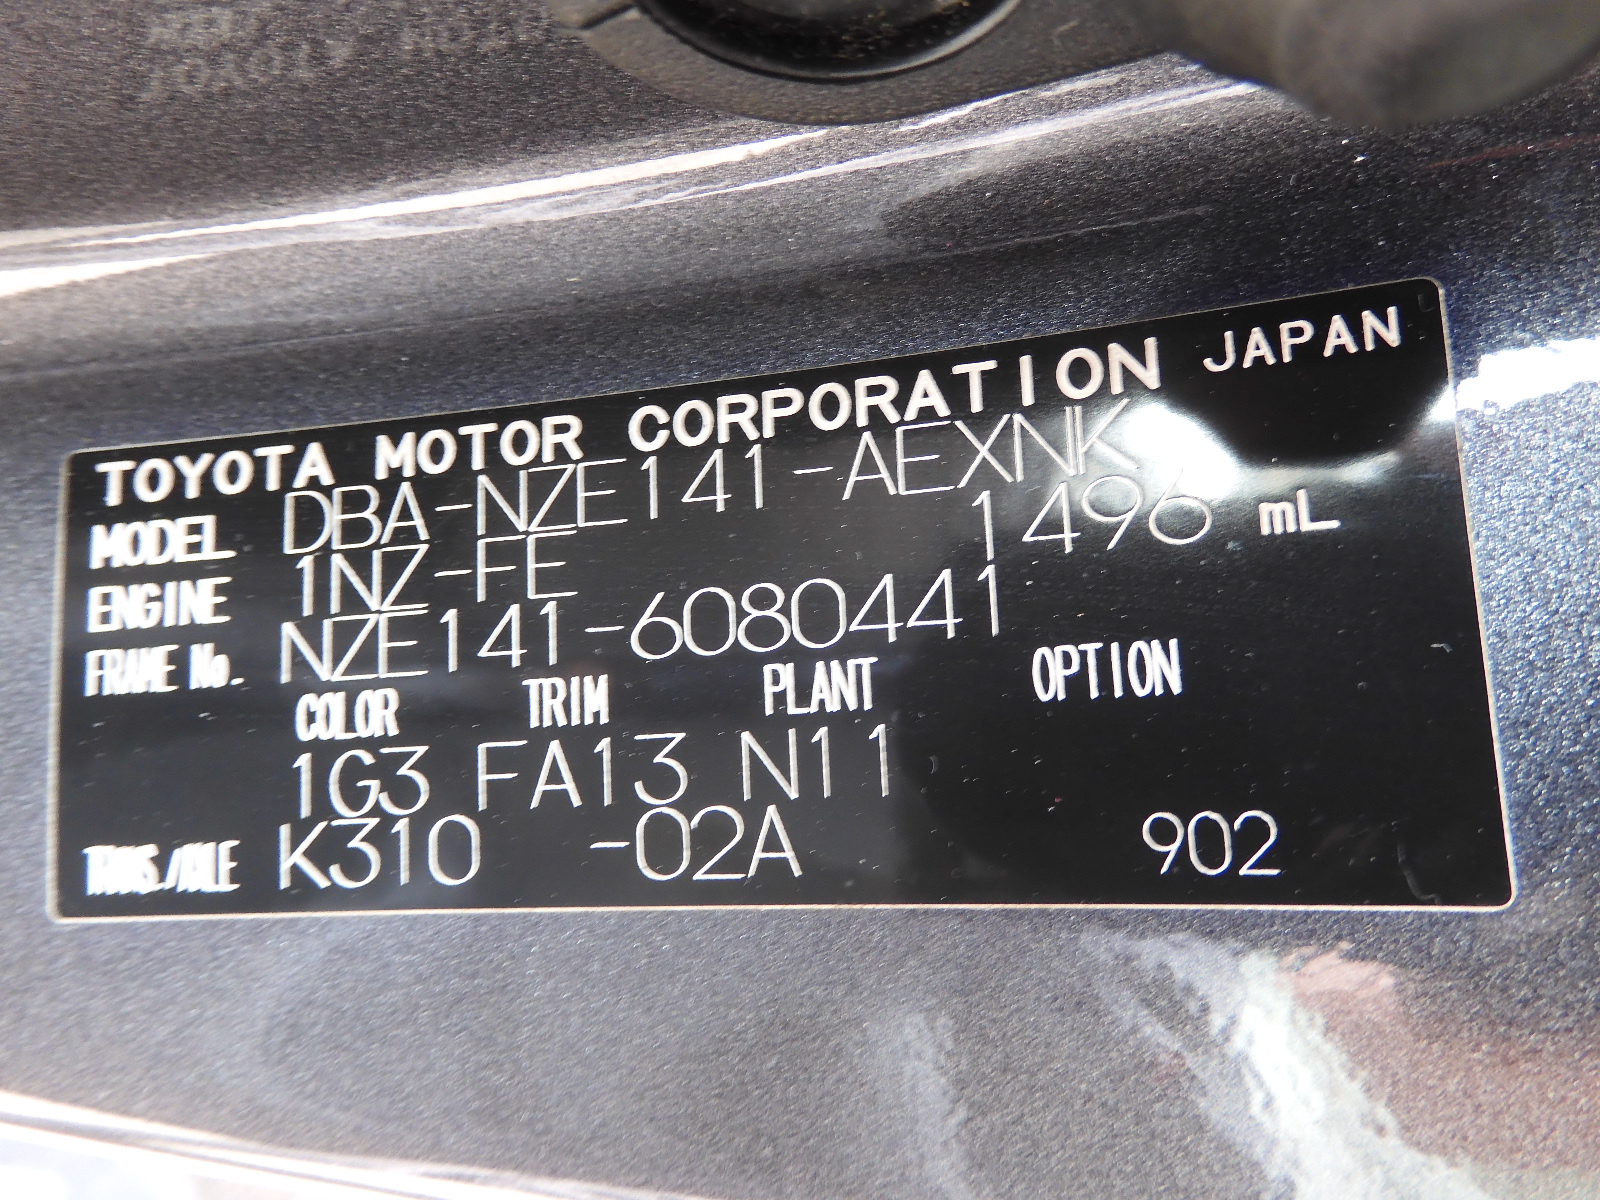 TOYOTA MOTOR CORPORATION JAPAN
MODEL DBA-NZE141-AEXNK
ENGINE 1NZ-FE 1496 mL
FRAME No. NZE141-6080441
COLOR TRIM PLANT OPTION
1G3 FA13 N11
TRANS./AXLE K310 -02A 902